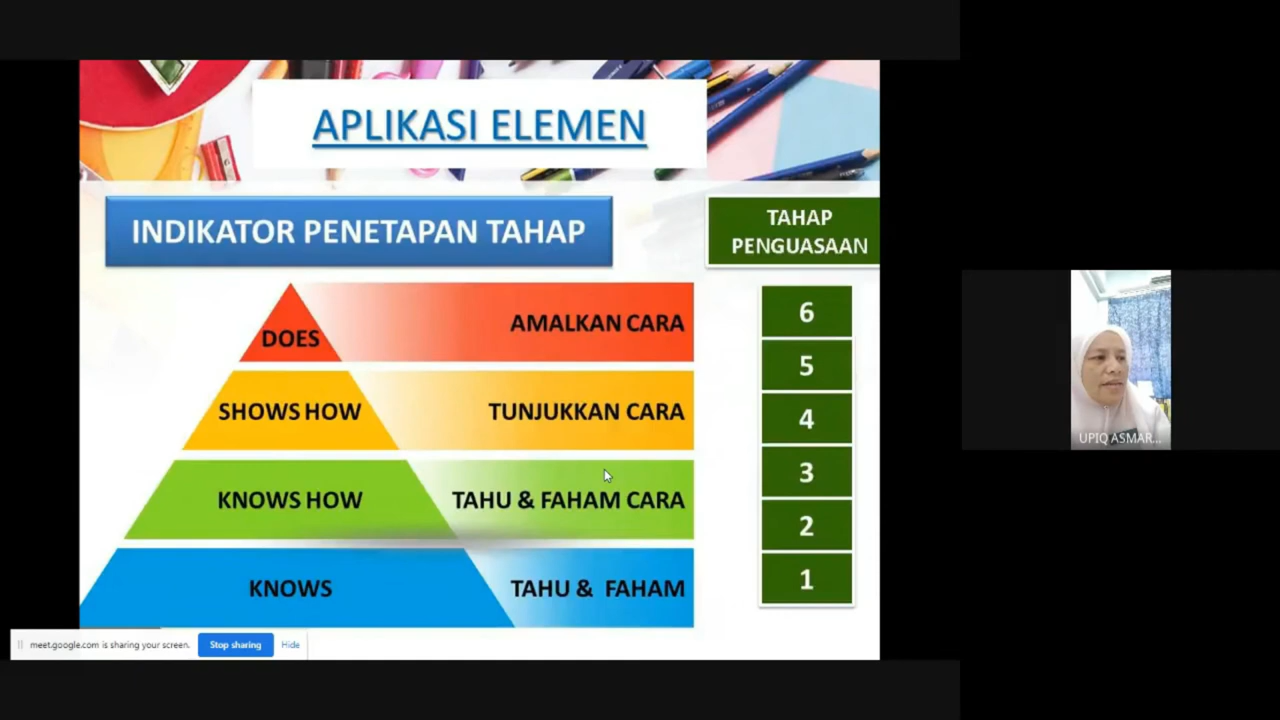 APLIKASI ELEMEN
INDIKATOR PENETAPAN TAHAP
TAHAP
PENGUASAAN
DOES
AMALKAN CARA
SHOWS HOW
TUNJUKKAN CARA
KNOWS HOW
TAHU & FAHAM CARA
KNOWS
TAHU & FAHAM
6
5
4
3
2
1
UPIQ ASMAR...
meet.google.com is sharing your screen.
Stop sharing
Hide